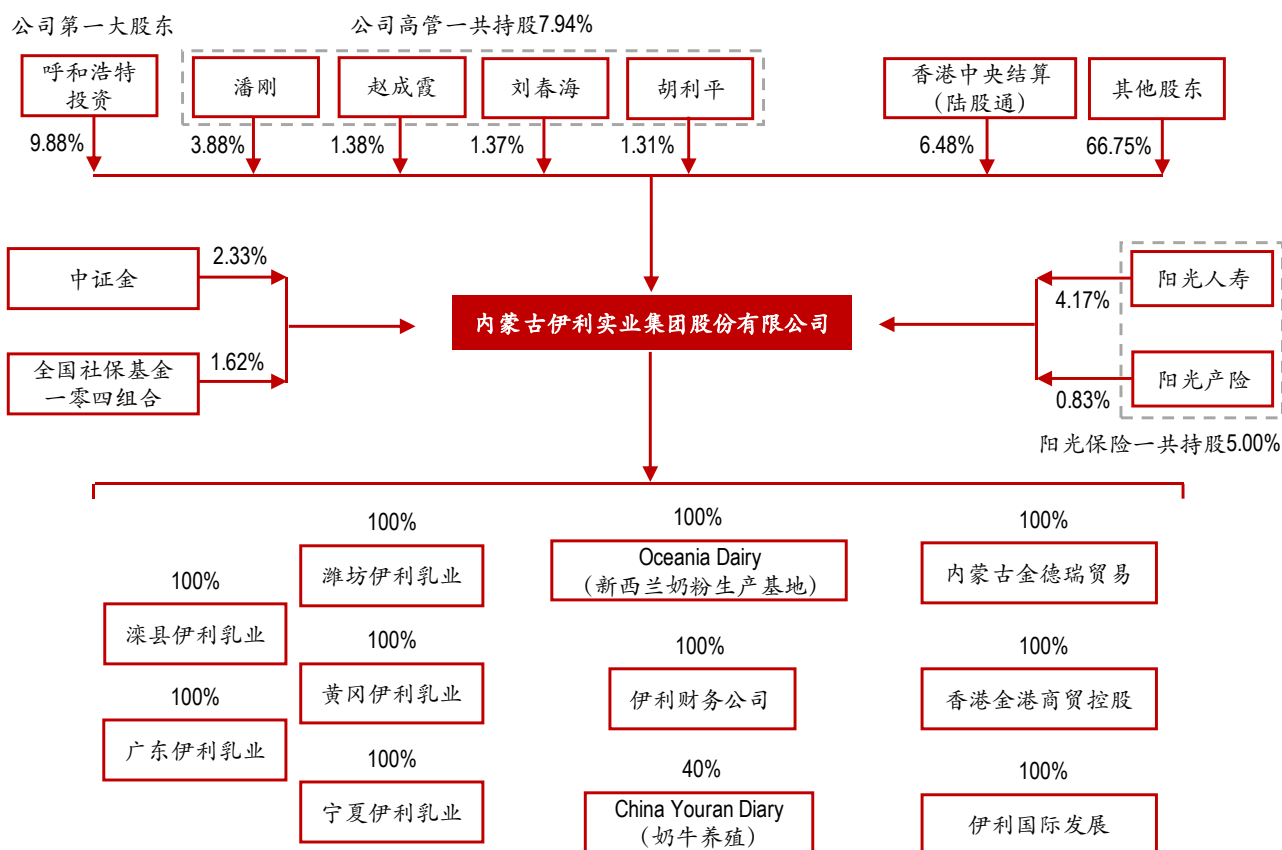 公司第一大股东
公司高管一共持股7.94%
呼和浩特
投资
潘刚
赵成霞
刘春海
胡利平
香港中央结算
（陆股通）
其他股东
9.88%
3.88%
1.38%
1.37%
1.31%
6.48%
66.75%
中证金
2.33%
全国社保基金
一零四组合
1.62%
内蒙古伊利实业集团股份有限公司
阳光人寿
4.17%
阳光产险
0.83%
阳光保险一共持股5.00%
100%
滦县伊利乳业
100%
广东伊利乳业
100%
潍坊伊利乳业
100%
黄冈伊利乳业
100%
宁夏伊利乳业
100%
Oceania Dairy
（新西兰奶粉生产基地）
100%
伊利财务公司
40%
China Youran Diary
（奶牛养殖）
100%
内蒙古金德瑞贸易
100%
香港金港商贸控股
100%
伊利国际发展